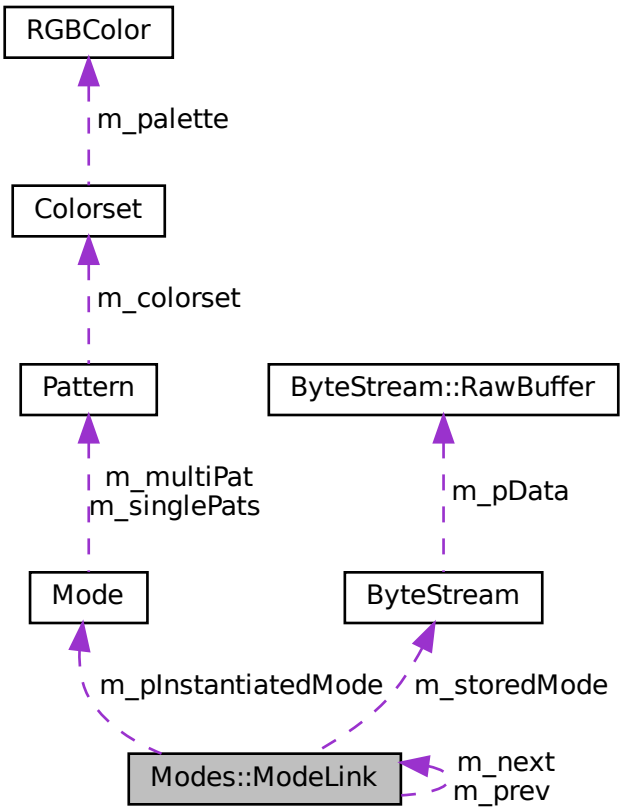 RGBColor
m_palette
Colorset
m_colorset
Pattern
ByteStream::RawBuffer
m_multiPat
m_singlePats
m_pData
Mode
ByteStream
m_pInstantiatedMode
m_storedMode
Modes::ModeLink
m_next
m_prev